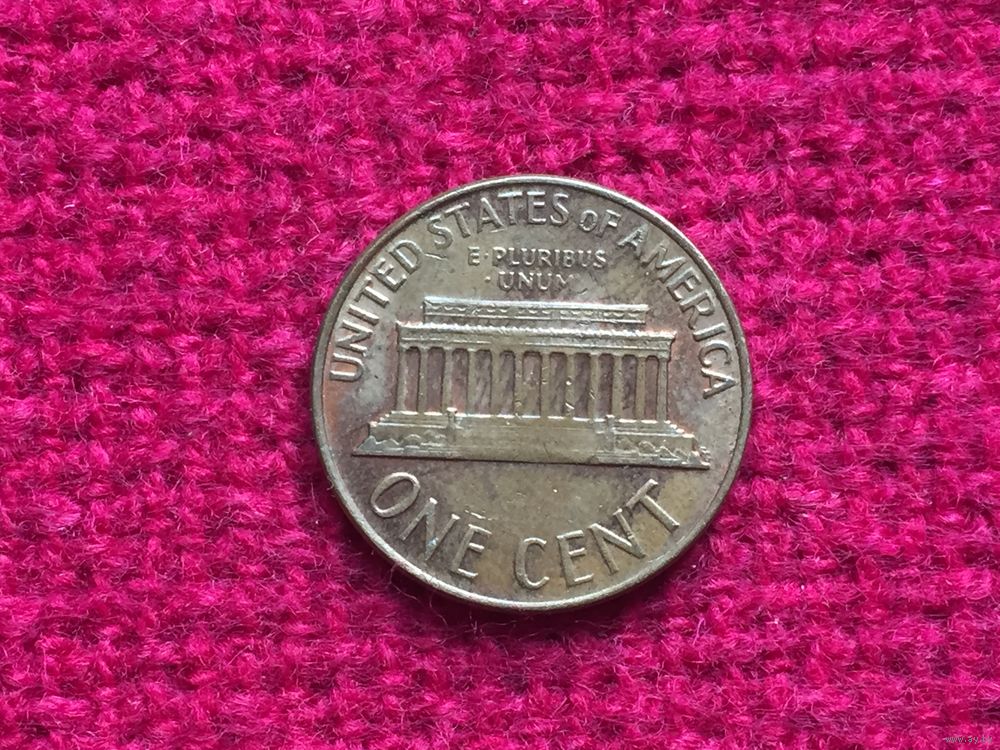 UNITED STATES OF AMERICA
E·PLURIBUS
·UNUM
ONE CENT